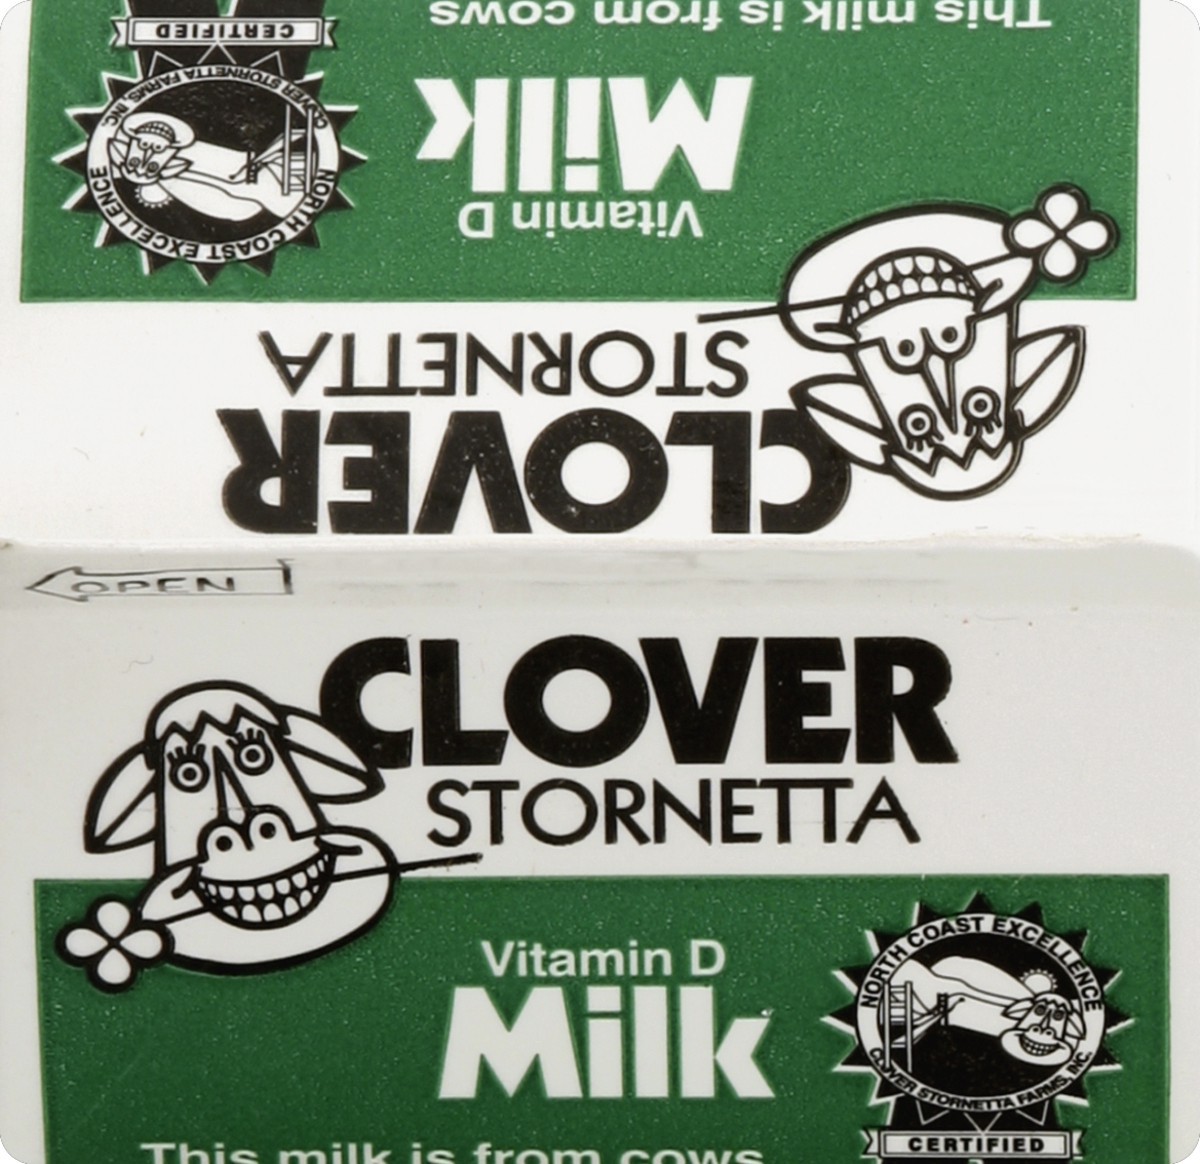 This milk is from cows
Milk
Vitamin D
CERTIFIED
CLOVER STORNETTA FARMS, INC.
NORTH COAST EXCELLENCE
STORNETTA
CLOVER
OPEN
CLOVER
STORNETTA
Vitamin D
Milk
This milk is from cows
NORTH COAST EXCELLENCE
CLOVER STORNETTA FARMS, INC.
CERTIFIED